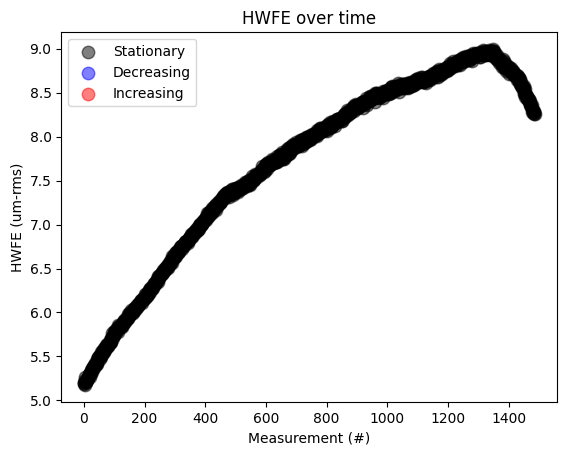 HWFE over time
Stationary
Decreasing
Increasing
HWFE (um-rms)
9.0
8.5
8.0
7.5
7.0
6.5
6.0
5.5
5.0
0 200 400 600 800 1000 1200 1400
Measurement (#)